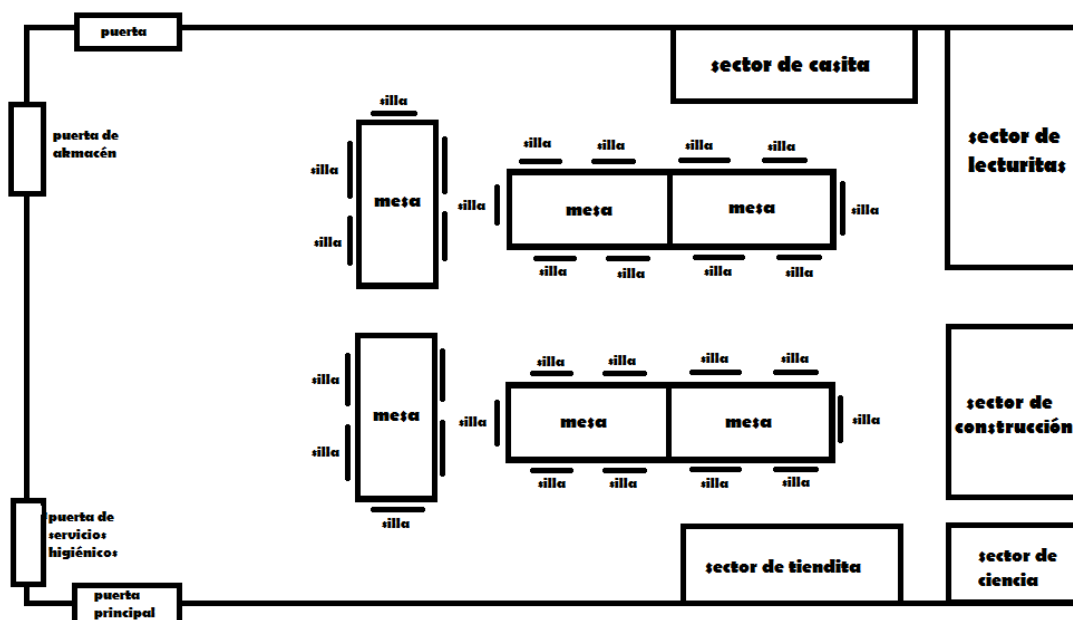 puerta
sector de casita
puerta de
akmacén
sector de
lecturitas
silla
silla
silla
silla
silla
silla
silla
mesa
silla
mesa
mesa
silla
silla
silla
silla
silla
silla
silla
silla
silla
silla
silla
mesa
silla
mesa
mesa
silla
sector de
construcción
silla
silla
silla
silla
silla
silla
puerta de
servicios
higiénicos
sector de tiendita
sector de
ciencia
puerta
principal